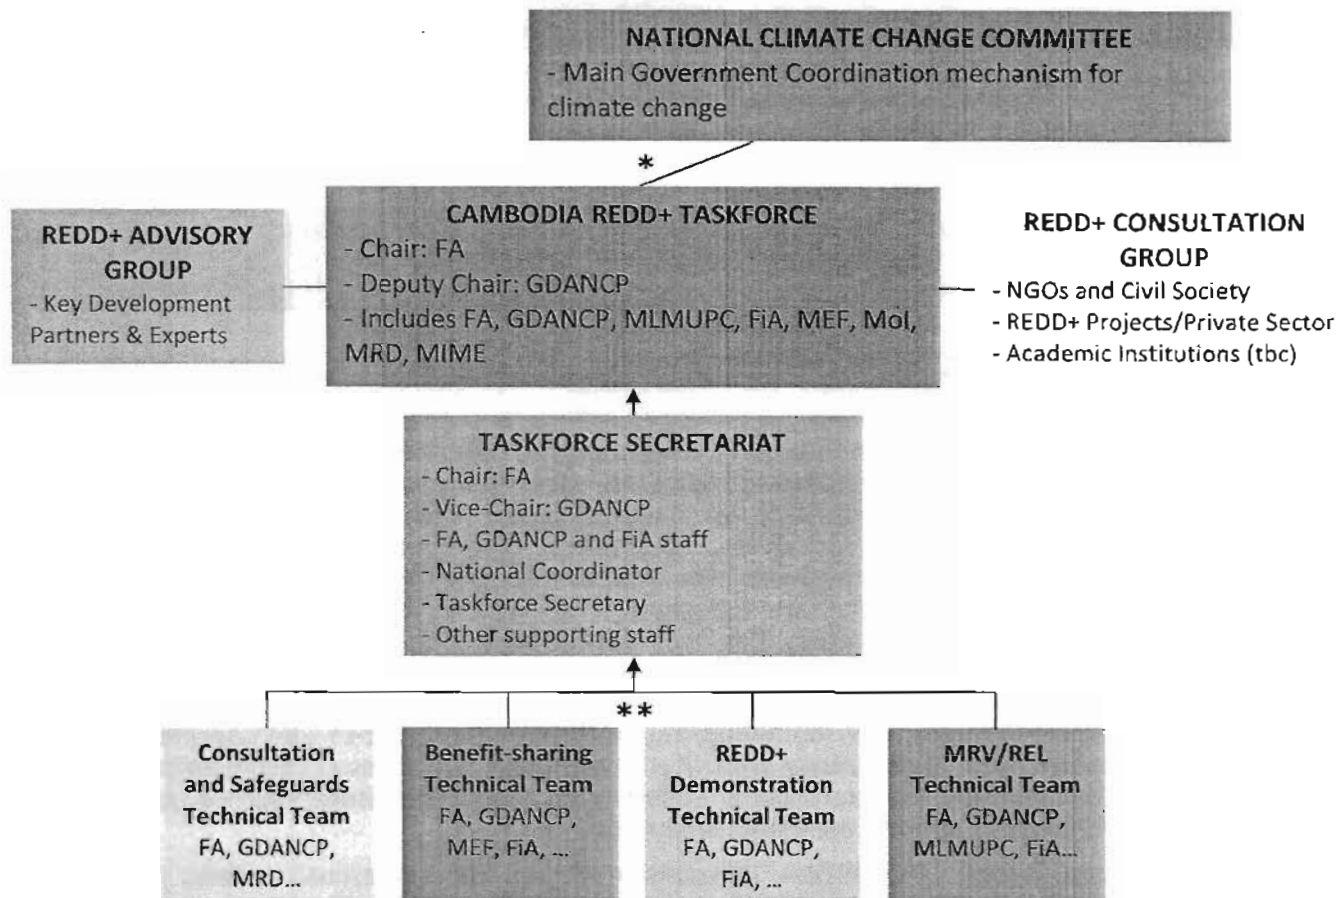 NATIONAL CLIMATE CHANGE COMMITTEE
- Main Government Coordination mechanism for
climate change
*
CAMBODIA REDD+ TASKFORCE
- Chair: FA
- Deputy Chair: GDANCP
- Includes FA, GDANCP, MLMUPC, FiA, MEF, MoI,
MRD, MIME
REDD+ ADVISORY
GROUP
- Key Development
Partners & Experts
REDD+ CONSULTATION
GROUP
- NGOs and Civil Society
- REDD+ Projects/Private Sector
- Academic Institutions (tbc)
TASKFORCE SECRETARIAT
- Chair: FA
- Vice-Chair: GDANCP
- FA, GDANCP and FiA staff
- National Coordinator
- Taskforce Secretary
- Other supporting staff
**
Consultation
and Safeguards
Technical Team
FA, GDANCP,
MRD...
Benefit-sharing
Technical Team
FA, GDANCP,
MEF, FiA, ...
REDD+
Demonstration
Technical Team
FA, GDANCP,
FiA, ...
MRV/REL
Technical Team
FA, GDANCP,
MLMUPC, FiA...